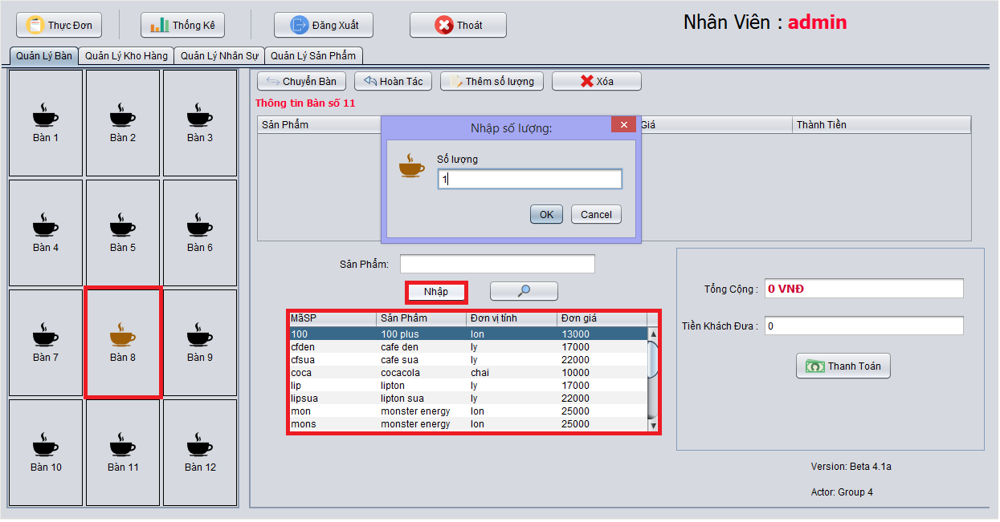 Thực Đơn Thống Kê Đăng Xuất Thoát Nhân Viên : admin
Quản Lý Bàn Quản Lý Kho Hàng Quản Lý Nhân Sự Quản Lý Sản Phẩm
Bàn 1 Bàn 2 Bàn 3
Bàn 4 Bàn 5 Bàn 6
Bàn 7 Bàn 8 Bàn 9
Bàn 10 Bàn 11 Bàn 12
Chuyển Bàn Hoàn Tác Thêm số lượng Xóa
Thông tin Bàn số 11
Sản Phẩm Giá Thành Tiền
Nhập số lượng:
Số lượng
1
OK Cancel
Sản Phẩm:
Nhập
MãSP Sản Phẩm Đơn vị tính Đơn giá
100 100 plus lon 13000
cfden cafe den ly 17000
cfsua cafe sua ly 22000
coca cocacola chai 10000
lip lipton ly 17000
lipsua lipton sua ly 22000
mon monster energy lon 25000
mons monster energy lon 25000
Tổng Cộng : 0 VNĐ
Tiền Khách Đưa : 0
Thanh Toán
Version: Beta 4.1a
Actor: Group 4